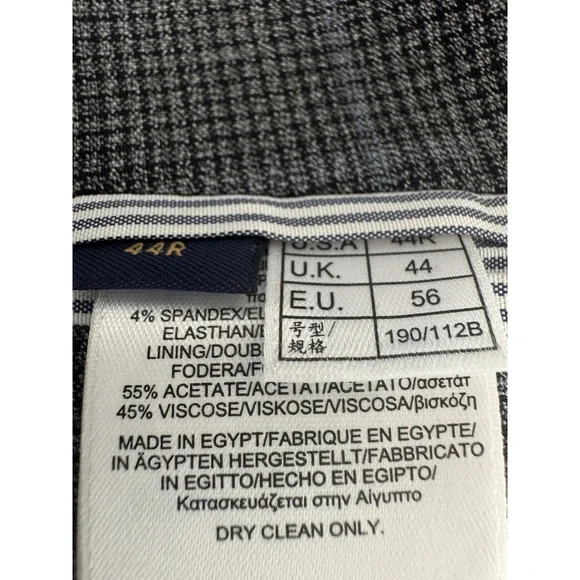 44R
U.S.A 44R
U.K. 44
E.U. 56
号型/
规格 190/112B
4% SPANDEX/
ELASTHAN/
LINING/
FODERA/
55% ACETATE/ACETAT/ACETATO/ασετάτ
45% VISCOSE/VISKOSE/VISCOSA/βισκόζη
MADE IN EGYPT/FABRIQUE EN EGYPTE/
IN ÄGYPTEN HERGESTELLT/FABBRICATO
IN EGITTO/HECHO EN EGIPTO/
Κατασκευάζεται στην Αίγυπτο
DRY CLEAN ONLY.